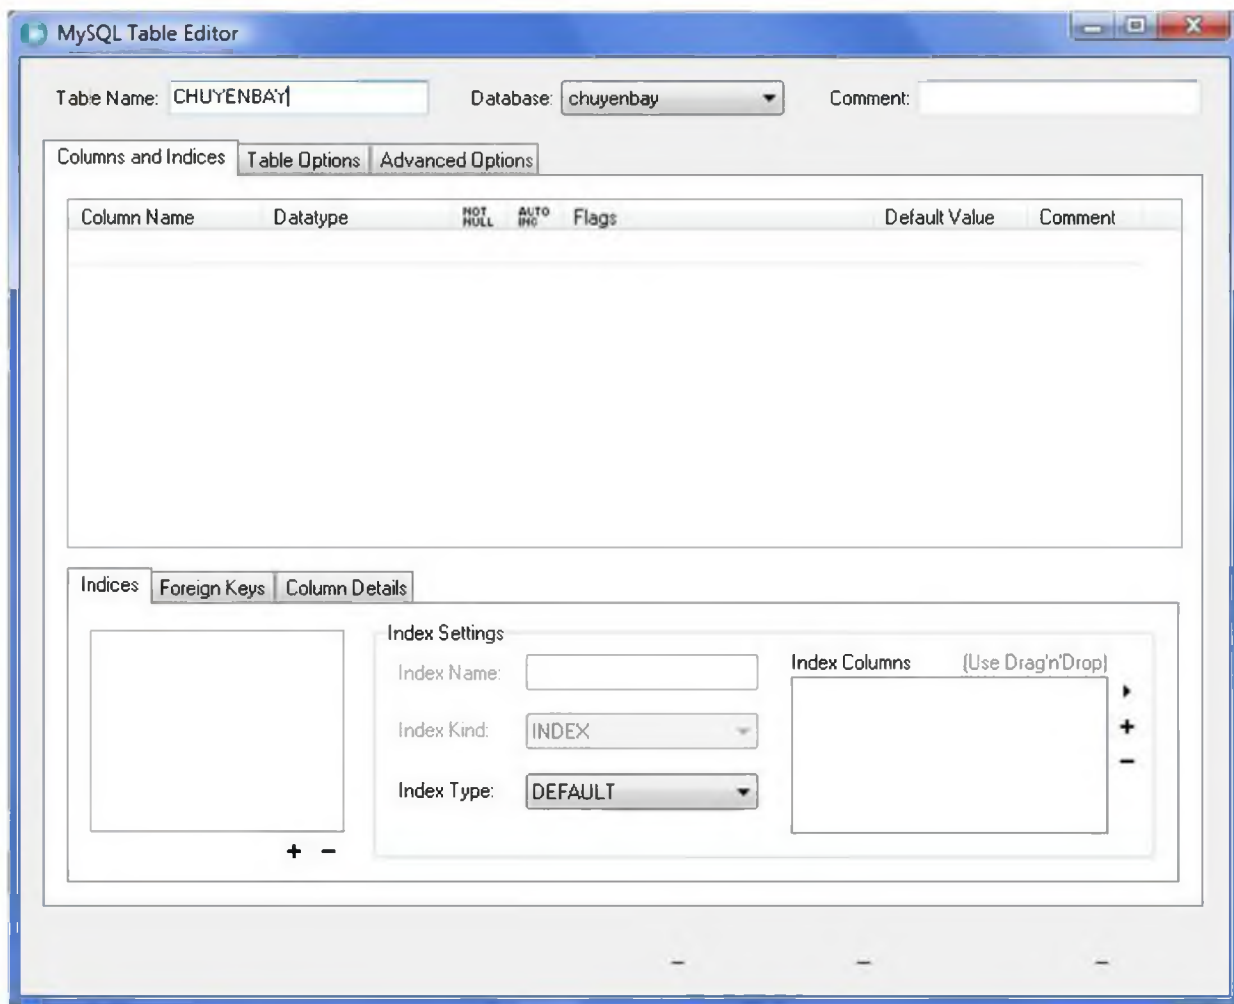 MySQL Table Editor
Table Name: CHUYENBAY Database: chuyenbay Comment:
Columns and Indices Table Options Advanced Options
Column Name Datatype NOT NULL AUTO INC Flags Default Value Comment
Indices Foreign Keys Column Details
Index Settings
Index Name: Index Columns (Use Drag'n'Drop)
Index Kind: INDEX
Index Type: DEFAULT